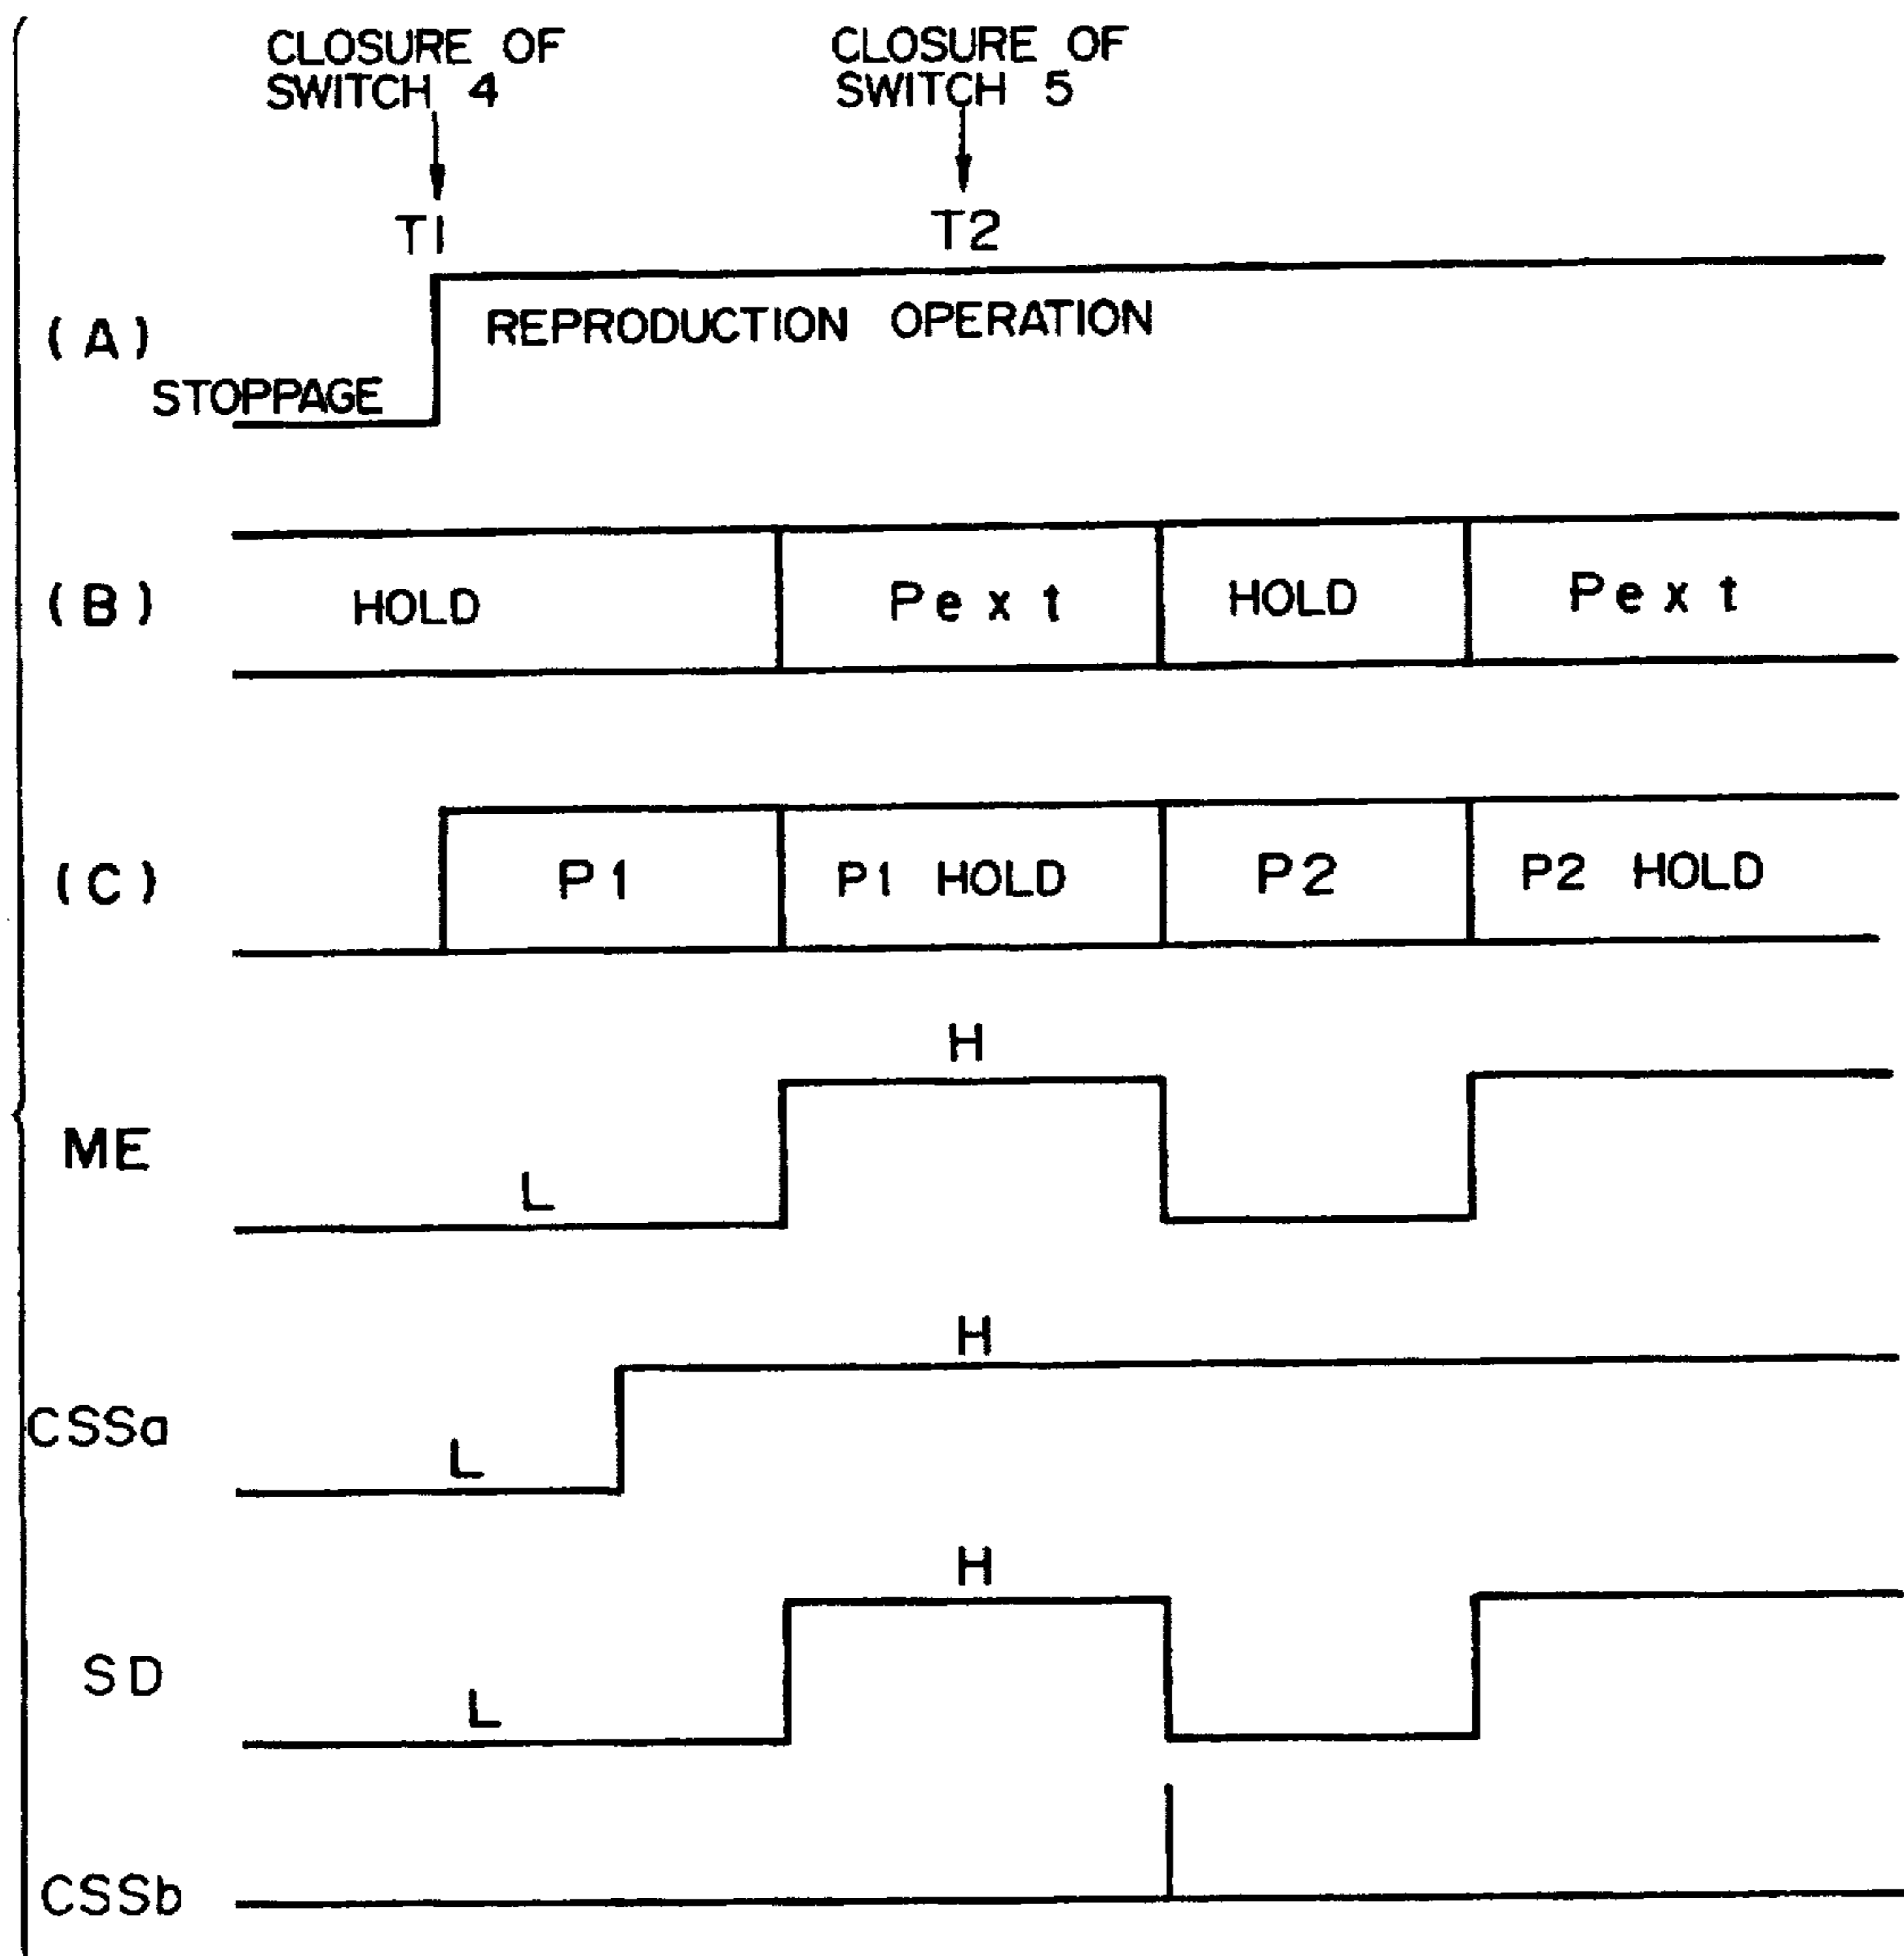 CLOSURE OF
SWITCH 4
CLOSURE OF
SWITCH 5
T1
T2
(A)
REPRODUCTION OPERATION
STOPPAGE
(B)
HOLD
Pext
HOLD
Pext
(C)
P1
P1 HOLD
P2
P2 HOLD
H
ME
L
H
CSSa
L
H
SD
L
CSSb